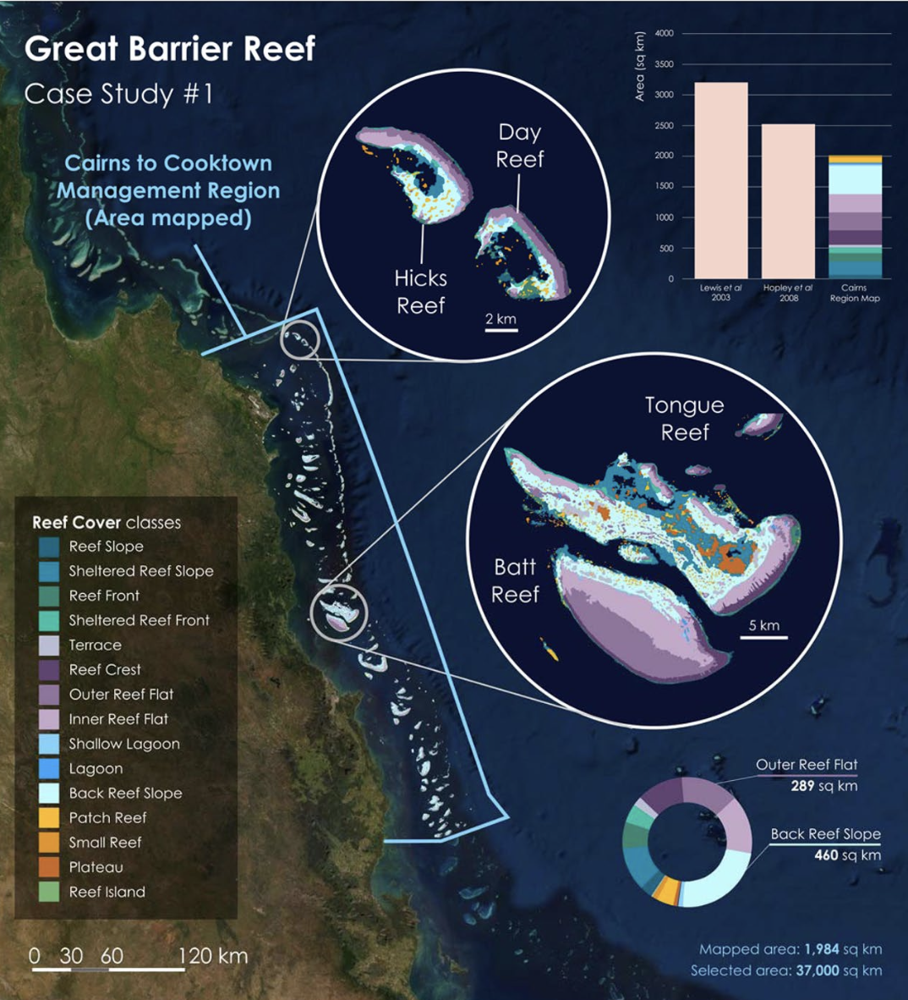 Great Barrier Reef
Case Study #1
Cairns to Cooktown
Management Region
(Area mapped)
Day
Reef
Hicks
Reef
2 km
Area (sq km)
4000
3500
3000
2500
2000
1500
1000
500
0
Lewis et al
2003
Hopley et al
2008
Cairns
Region Map
Tongue
Reef
Batt
Reef
5 km
Reef Cover classes
Reef Slope
Sheltered Reef Slope
Reef Front
Sheltered Reef Front
Terrace
Reef Crest
Outer Reef Flat
Inner Reef Flat
Shallow Lagoon
Lagoon
Back Reef Slope
Patch Reef
Small Reef
Plateau
Reef Island
0 30 60 120 km
Outer Reef Flat
289 sq km
Back Reef Slope
460 sq km
Mapped area: 1,984 sq km
Selected area: 37,000 sq km